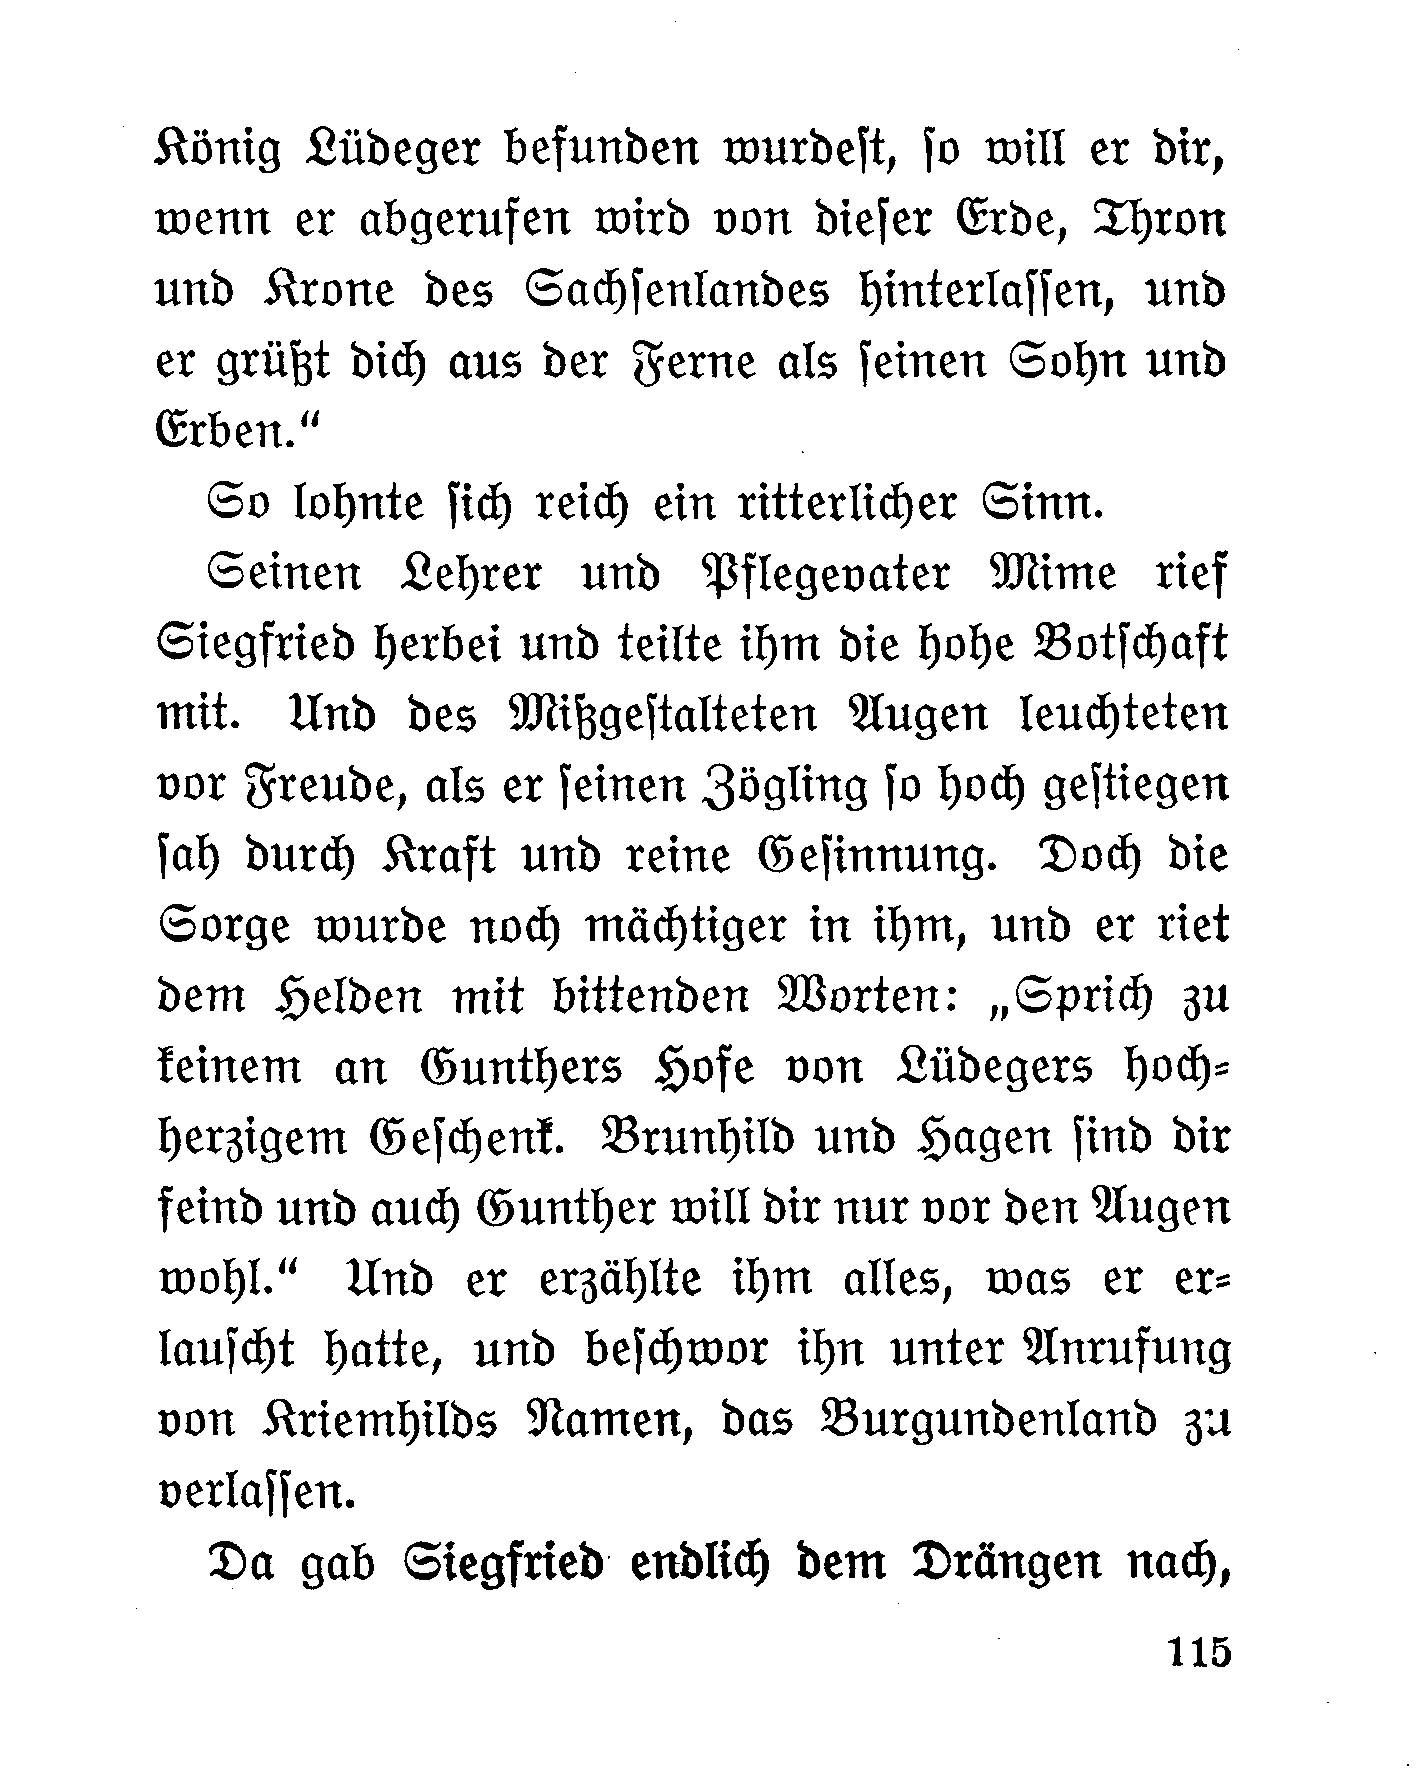 König Lüdeger befunden wurdeſt, ſo will er dir,
wenn er abgerufen wird von dieſer Erde, Thron
und Krone des Sachſenlandes hinterlaſſen, und
er grüßt dich aus der Ferne als ſeinen Sohn und
Erben.“
So lohnte ſich reich ein ritterlicher Sinn.
Seinen Lehrer und Pflegevater Mime rief
Siegfried herbei und teilte ihm die hohe Botſchaft
mit. Und des Mißgeſtalteten Augen leuchteten
vor Freude, als er ſeinen Zögling ſo hoch geſtiegen
ſah durch Kraft und reine Geſinnung. Doch die
Sorge wurde noch mächtiger in ihm, und er riet
dem Helden mit bittenden Worten: „Sprich zu
keinem an Gunthers Hofe von Lüdegers hoch⸗
herzigem Geſchenk. Brunhild und Hagen ſind dir
feind und auch Gunther will dir nur vor den Augen
wohl.“ Und er erzählte ihm alles, was er er⸗
lauſcht hatte, und beſchwor ihn unter Anrufung
von Kriemhilds Namen, das Burgundenland zu
verlaſſen.
Da gab Siegfried endlich dem Drängen nach,
115